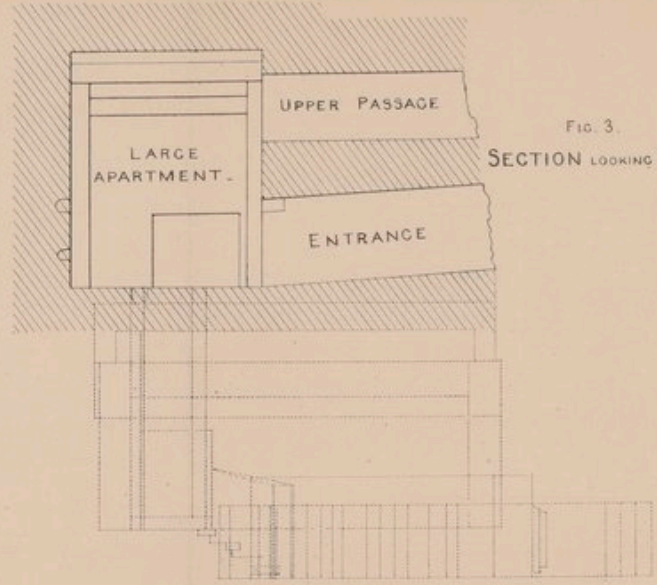 UPPER PASSAGE
FIG. 3.
LARGE
APARTMENT.
SECTION LOOKING
ENTRANCE